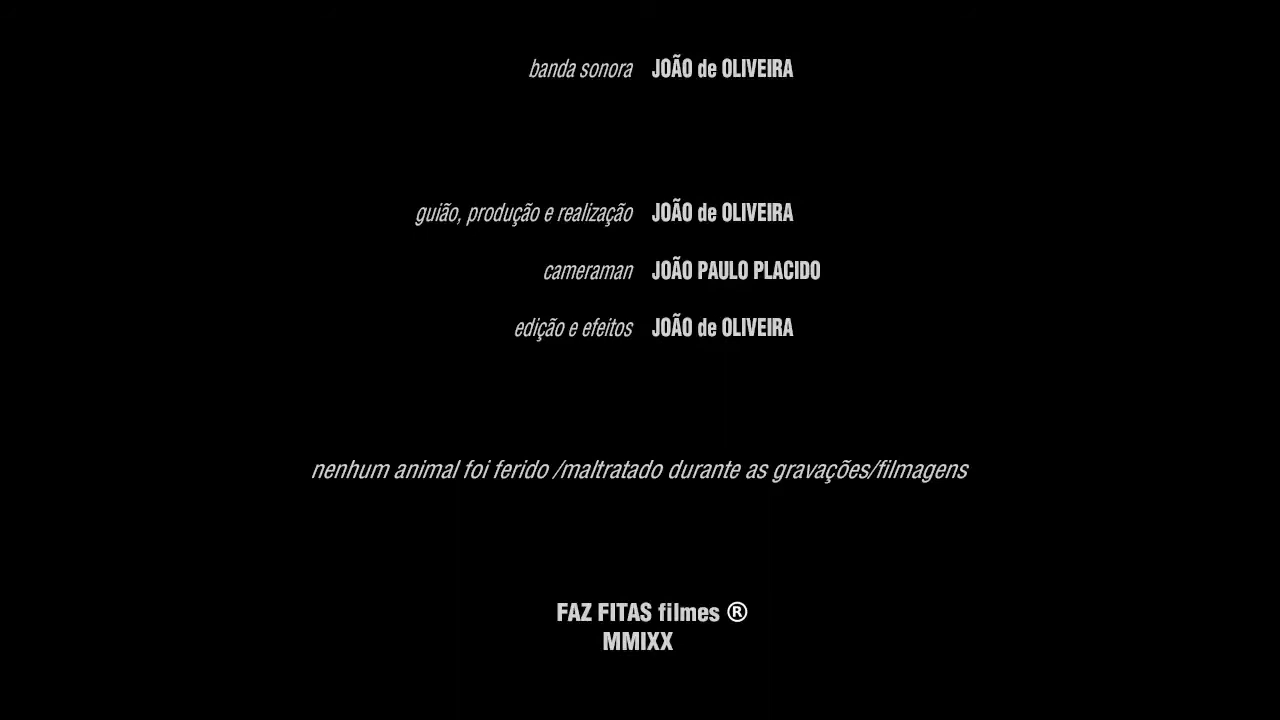 banda sonora JOÃO de OLIVEIRA
guião, produção e realização JOÃO de OLIVEIRA
cameraman JOÃO PAULO PLACIDO
edição e efeitos JOÃO de OLIVEIRA
nenhum animal foi ferido /maltratado durante as gravações/filmagens
FAZ FITAS filmes ®
MMIXX